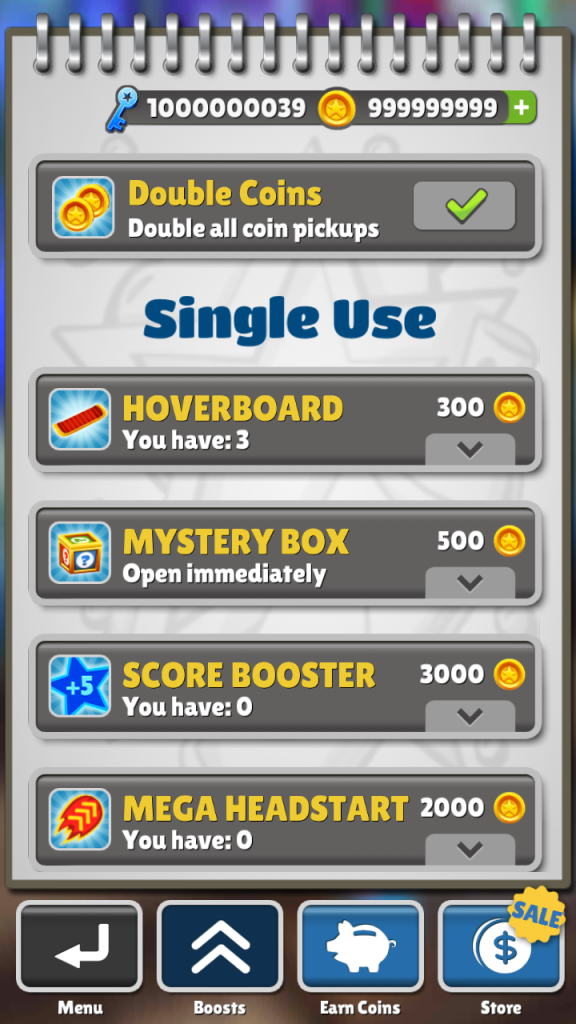 1000000039 999999999 +
Double Coins
Double all coin pickups
Single Use
HOVERBOARD 300
You have: 3
MYSTERY BOX 500
Open immediately
+5
SCORE BOOSTER 3000
You have: 0
MEGA HEADSTART 2000
You have: 0
SALE
$
Menu Boosts Earn Coins Store